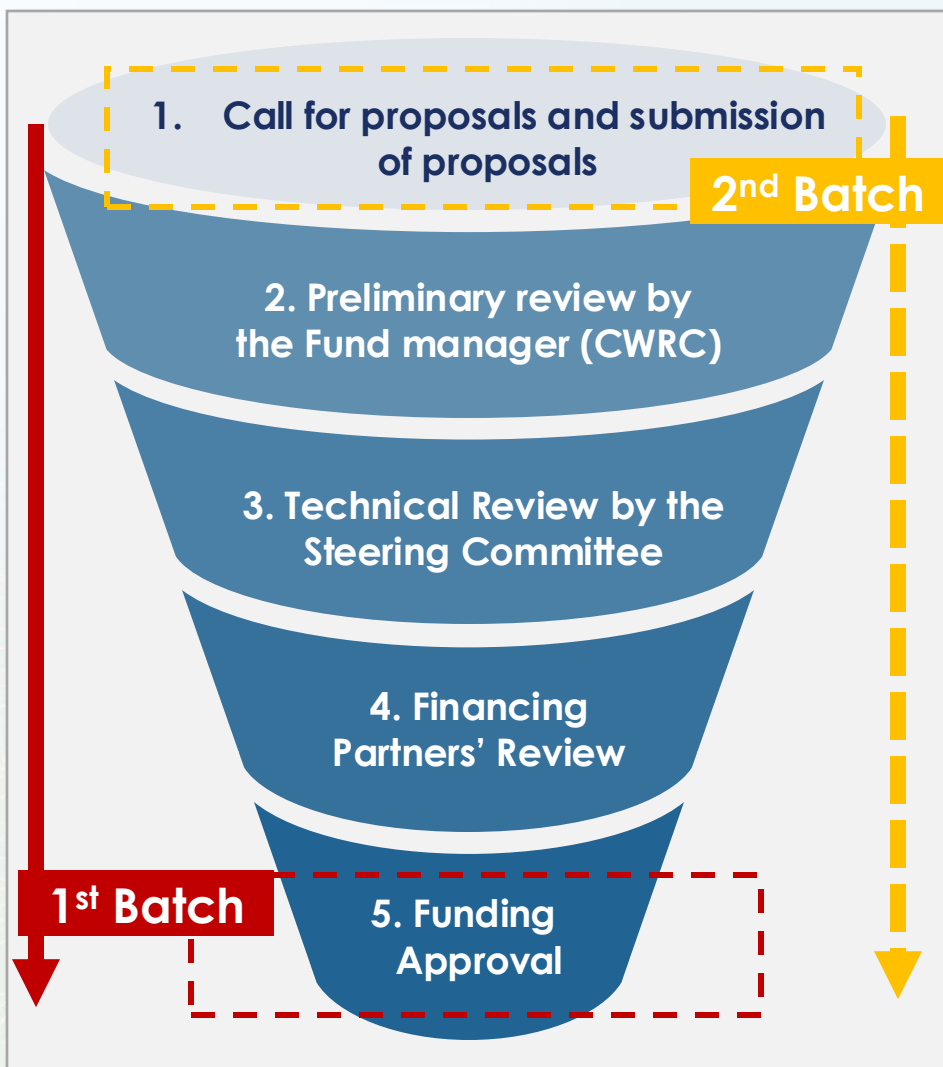 1. Call for proposals and submission
of proposals
2nd Batch
2. Preliminary review by
the Fund manager (CWRC)
3. Technical Review by the
Steering Committee
4. Financing
Partners’ Review
1st Batch
5. Funding
Approval